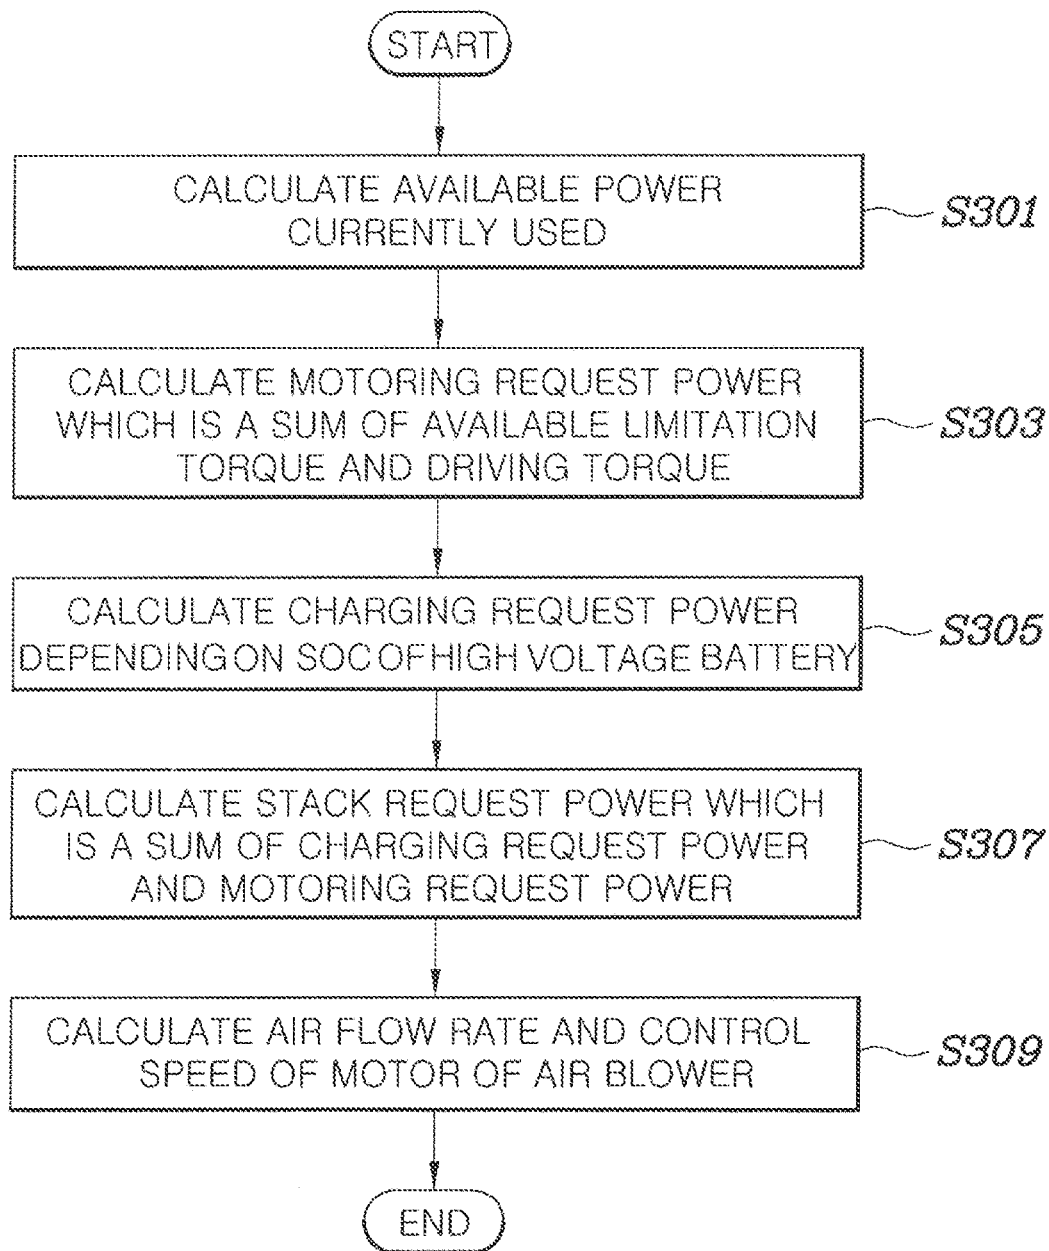 START
CALCULATE AVAILABLE POWER
CURRENTLY USED
S301
CALCULATE MOTORING REQUEST POWER
WHICH IS A SUM OF AVAILABLE LIMITATION
TORQUE AND DRIVING TORQUE
S303
CALCULATE CHARGING REQUEST POWER
DEPENDING ON SOC OF HIGH VOLTAGE BATTERY
S305
CALCULATE STACK REQUEST POWER WHICH
IS A SUM OF CHARGING REQUEST POWER
AND MOTORING REQUEST POWER
S307
CALCULATE AIR FLOW RATE AND CONTROL
SPEED OF MOTOR OF AIR BLOWER
S309
END